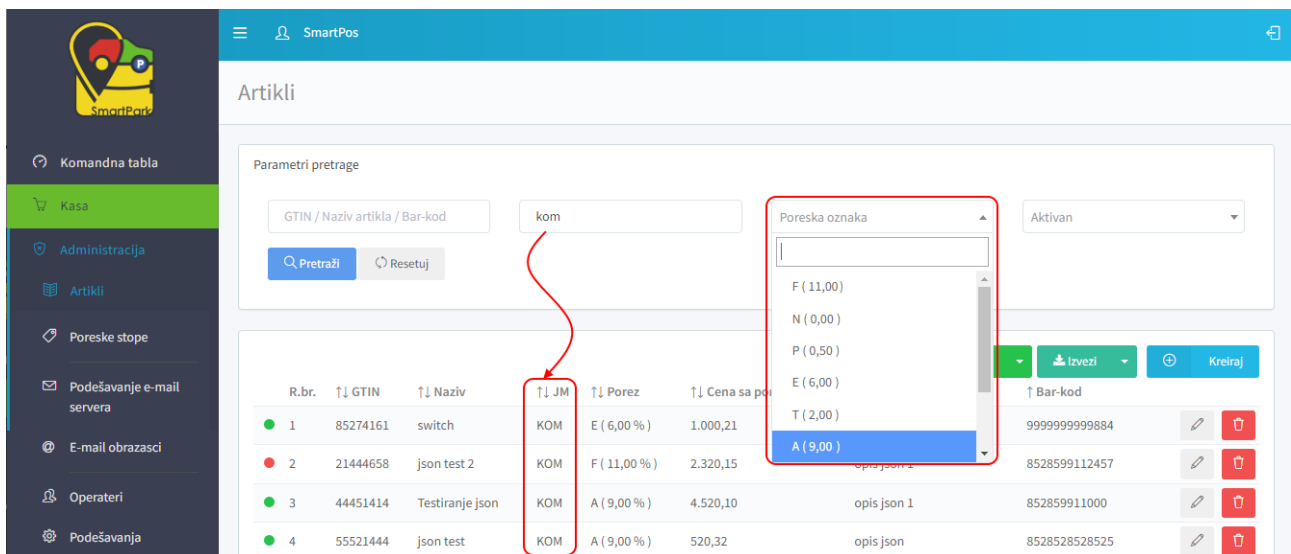 SmartPark
P
Komandna tabla
Kasa
Administracija
Artikli
Poreske stope
Podešavanje e-mail
servera
E-mail obrazasci
Operateri
Podešavanja
SmartPos
Artikli
Parametri pretrage
GTIN / Naziv artikla / Bar-kod
kom
Poreska oznaka
Aktivan
Pretraži
Resetuj
F ( 11,00)
N ( 0,00 )
P ( 0,50 )
E ( 6,00 )
T ( 2,00 )
A ( 9,00 )
Izvezi
Kreiraj
R.br. ↑↓ GTIN ↑↓ Naziv ↑↓ JM ↑↓ Porez ↑↓ Cena sa ↑ Bar-kod
1 85274161 switch KOM E ( 6,00 % ) 1.000,21 9999999999884
2 21444658 json test 2 KOM F ( 11,00 % ) 2.320,15 opis json 1 8528599112457
3 44451414 Testiranje json KOM A ( 9,00 % ) 4.520,10 opis json 1 852859911000
4 55521444 json test KOM A ( 9,00 % ) 520,32 opis json 8528528528525